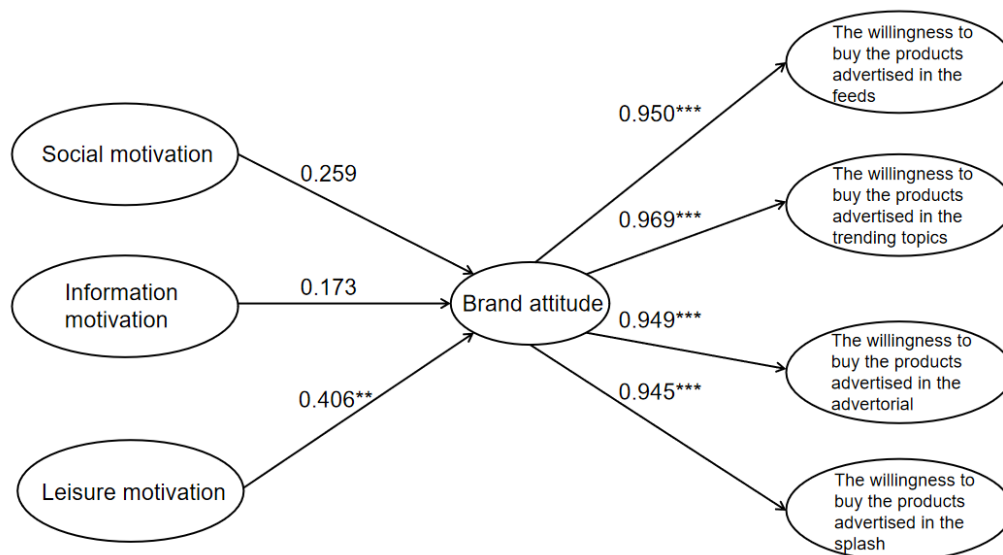 The willingness to
buy the products
advertised in the
feeds
0.950***
Social motivation
0.259
The willingness to
buy the products
advertised in the
trending topics
0.969***
Information
motivation
0.173
Brand attitude
0.949***
The willingness to
buy the products
advertised in the
advertorial
0.945***
0.406**
Leisure motivation
The willingness to
buy the products
advertised in the
splash